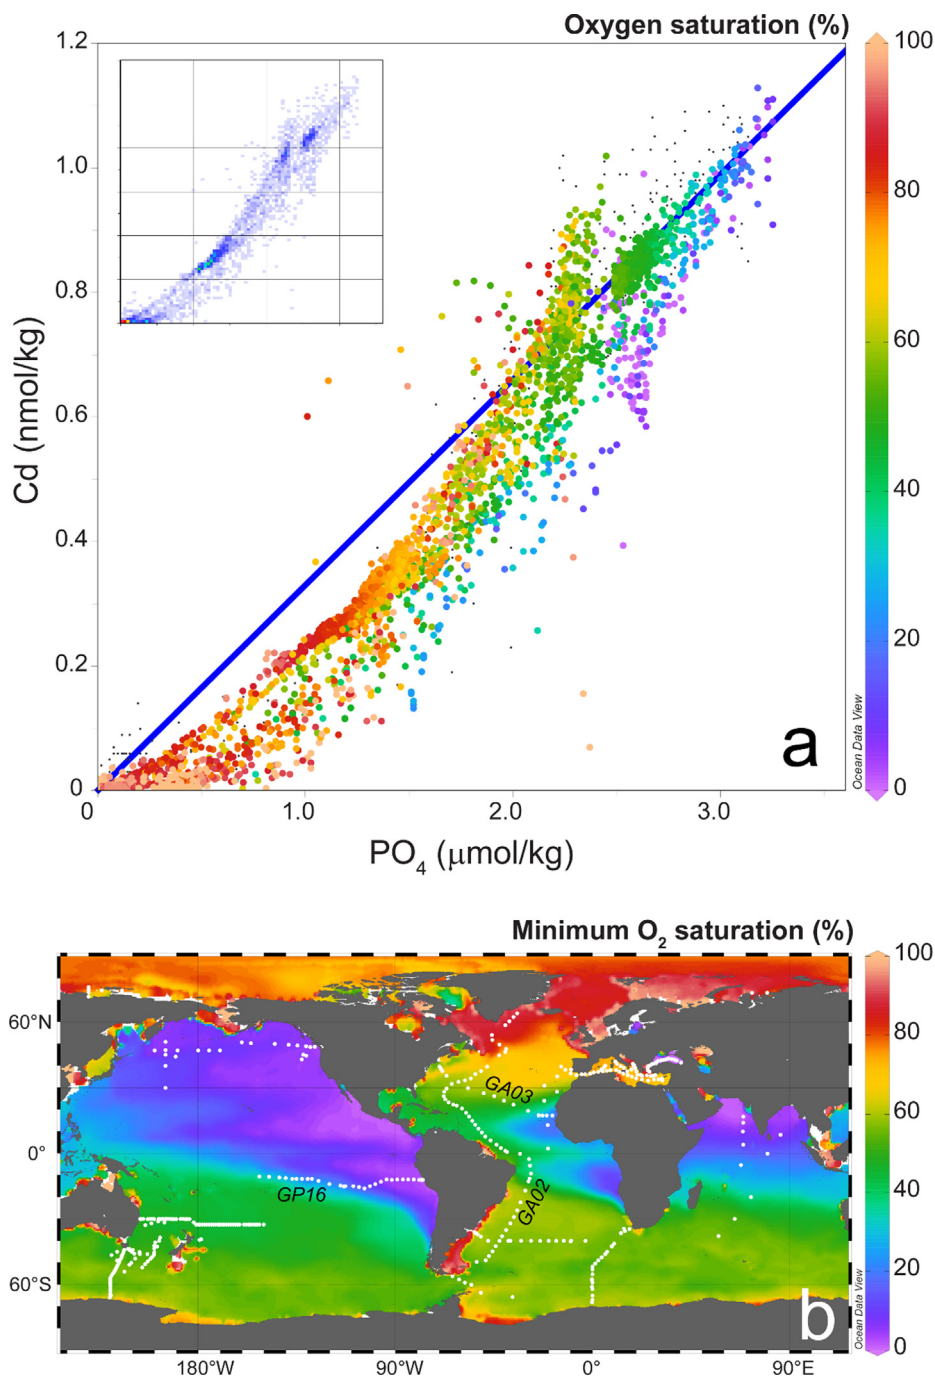 Oxygen saturation (%)
1.2
1.0
0.8
0.6
0.4
0.2
0
Cd (nmol/kg)
0
1.0
2.0
3.0
PO4 (μmol/kg)
a
100
80
60
40
20
0
Ocean Data View
Minimum O2 saturation (%)
60°N
0°
60°S
180°W
90°W
0°
90°E
GA03
GP16
GA02
b
100
80
60
40
20
0
Ocean Data View